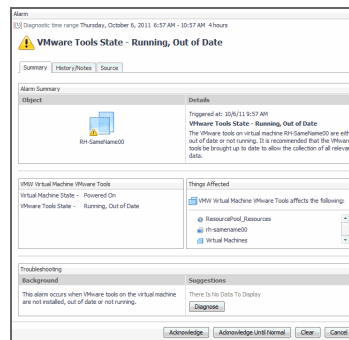 Alarm
Diagnostic time range Thursday, October 6, 2011 6:57 AM - 10:57 AM 4 hours
VMware Tools State - Running, Out of Date
Summary
History/Notes
Source
Alarm Summary
Object
Details
RH-SameName00
Triggered at: 10/6/11 9:57 AM
VMware Tools State - Running, Out of Date
The VMware tools on virtual machine RH-SameName00 are eith
out of date or not running. It is recommended that the VMware
tools be brought up to date to allow the collection of all relevan
data.
VMW Virtual Machine VMware Tools
Virtual Machine State - Powered On
VMware Tools State - Running, Out of Date
Things Affected
VMW Virtual Machine VMware Tools affects the following:
ResourcePool_Resources
rh-samename00
Virtual Machines
Troubleshooting
Background
Suggestions
This alarm occurs when VMware tools on the virtual machine
are not installed, out of date or not running.
There Is No Data To Display
Diagnose
Acknowledge
Acknowledge Until Normal
Clear
Cancel